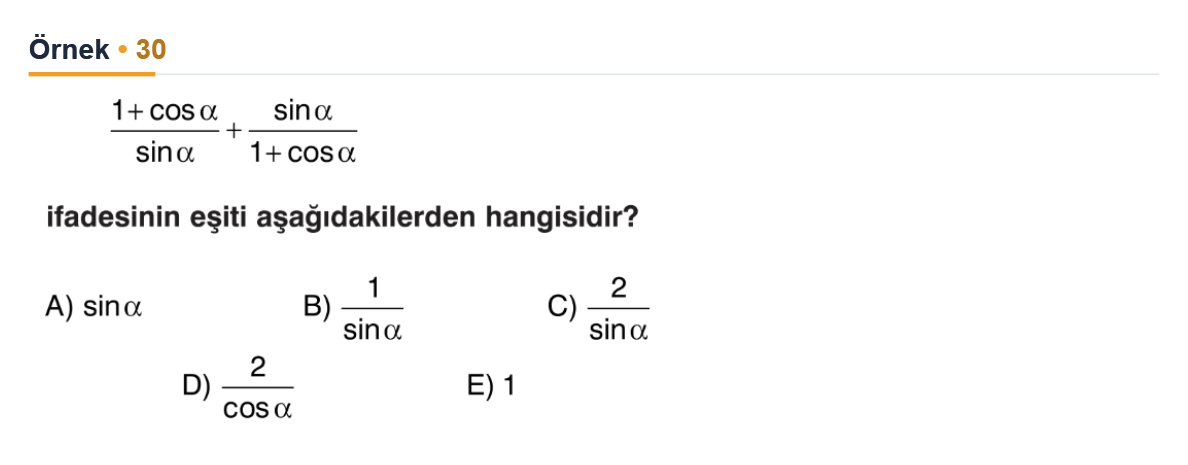 Örnek • 30
1+ cos α / sin α + sin α / 1+ cos α
ifadesinin eşiti aşağıdakilerden hangisidir?
A) sin α B) 1 / sin α C) 2 / sin α
D) 2 / cos α E) 1